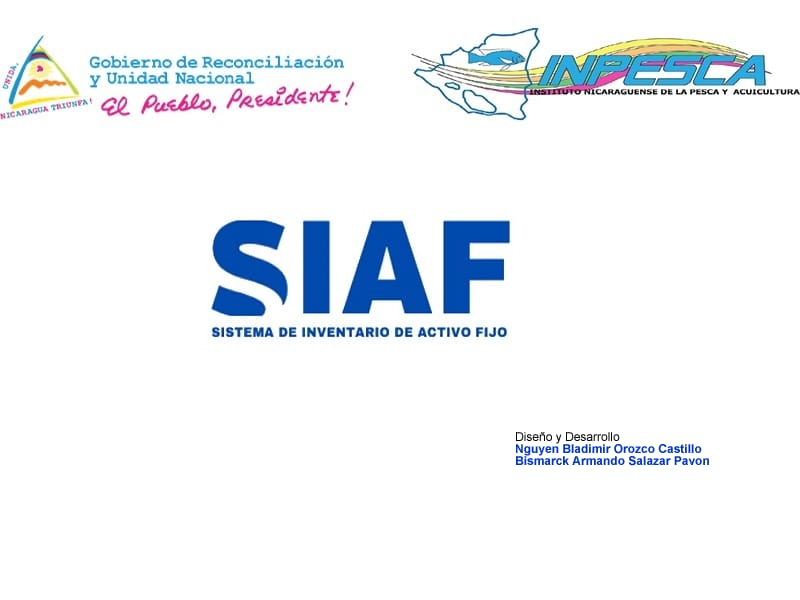 UNIDA,
NICARAGUA TRIUNFA!
Gobierno de Reconciliación
y Unidad Nacional
El Pueblo, Presidente!
INPESCA
INSTITUTO NICARAGUENSE DE LA PESCA Y ACUICULTURA
SIAF
SISTEMA DE INVENTARIO DE ACTIVO FIJO
Diseño y Desarrollo
Nguyen Bladimir Orozco Castillo
Bismarck Armando Salazar Pavon